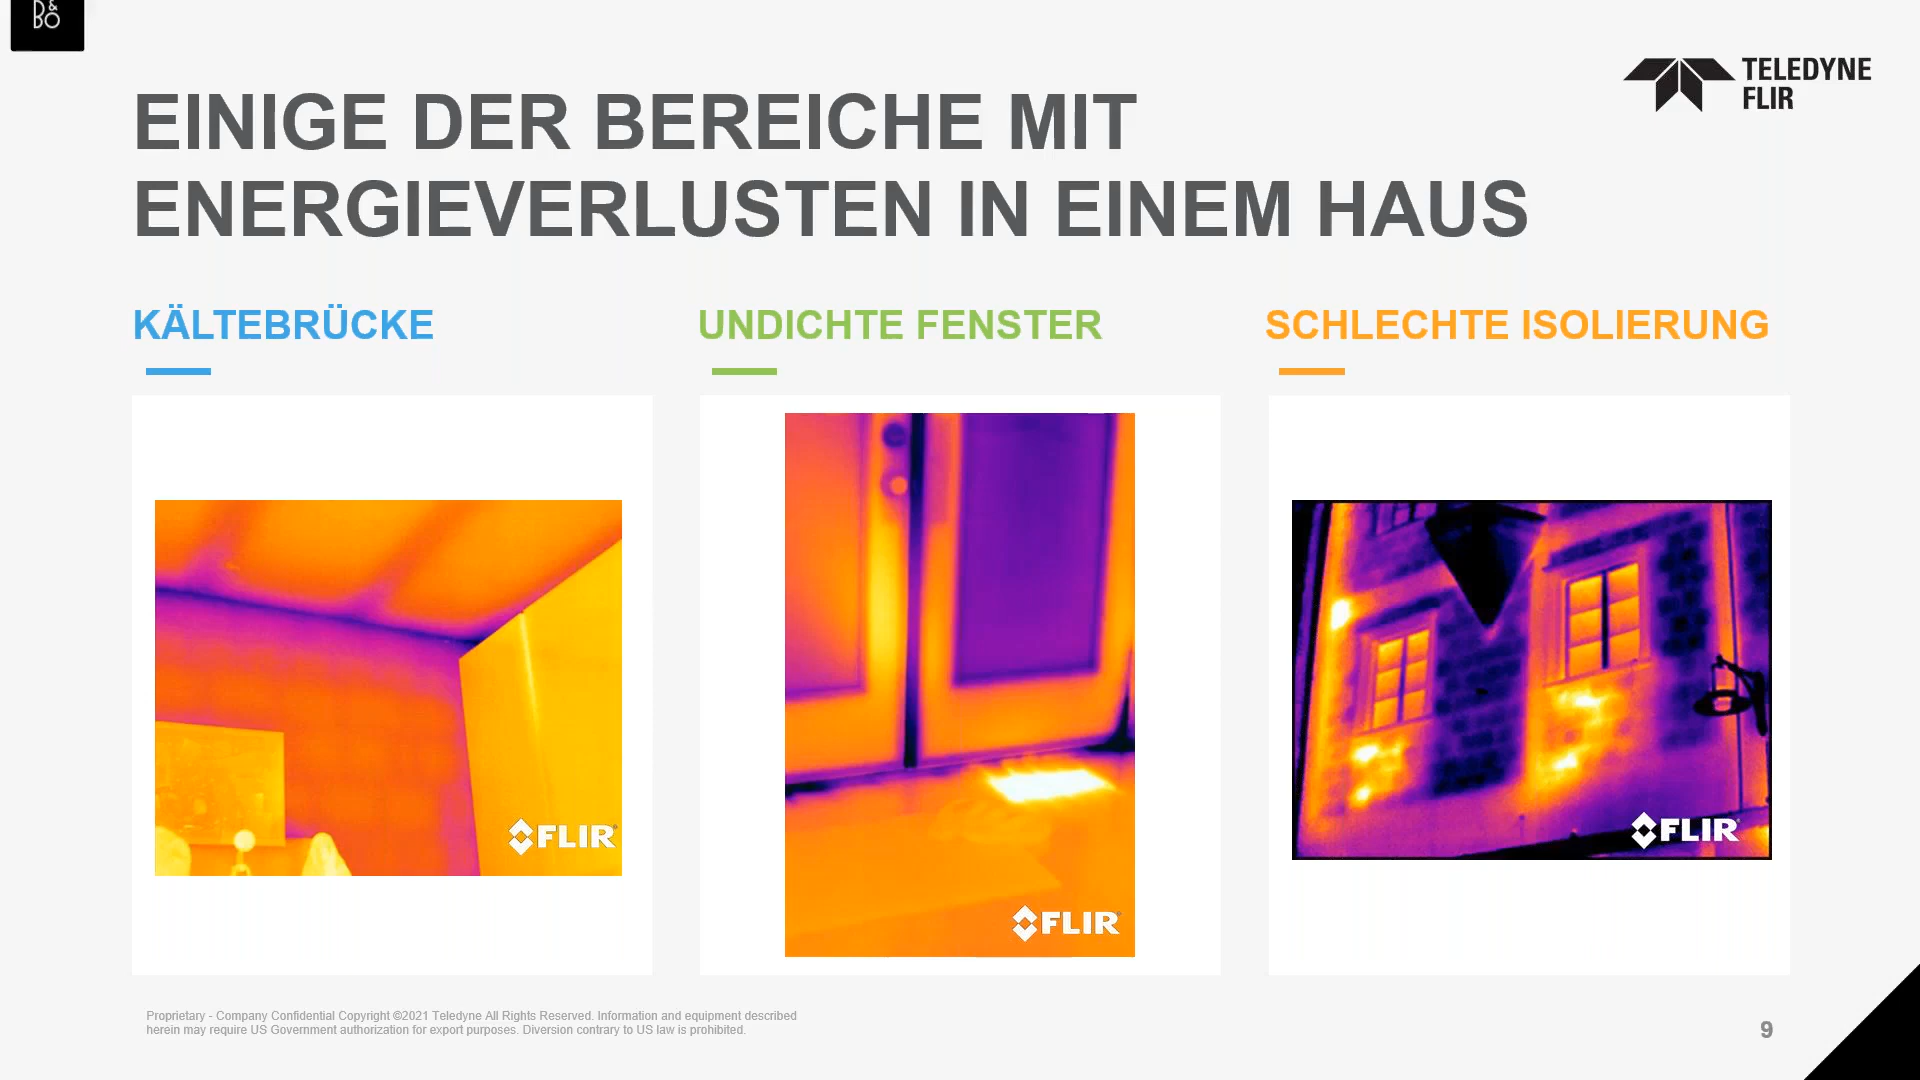 B&
BO
TELEDYNE
FLIR
EINIGE DER BEREICHE MIT
ENERGIEVERLUSTEN IN EINEM HAUS
KÄLTEBRÜCKE
UNDICHTE FENSTER
SCHLECHTE ISOLIERUNG
FLIR
FLIR
FLIR
Proprietary - Company Confidential Copyright ©2021 Teledyne All Rights Reserved. Information and equipment described
herein may require US Government authorization for export purposes. Diversion contrary to US law is prohibited.
9